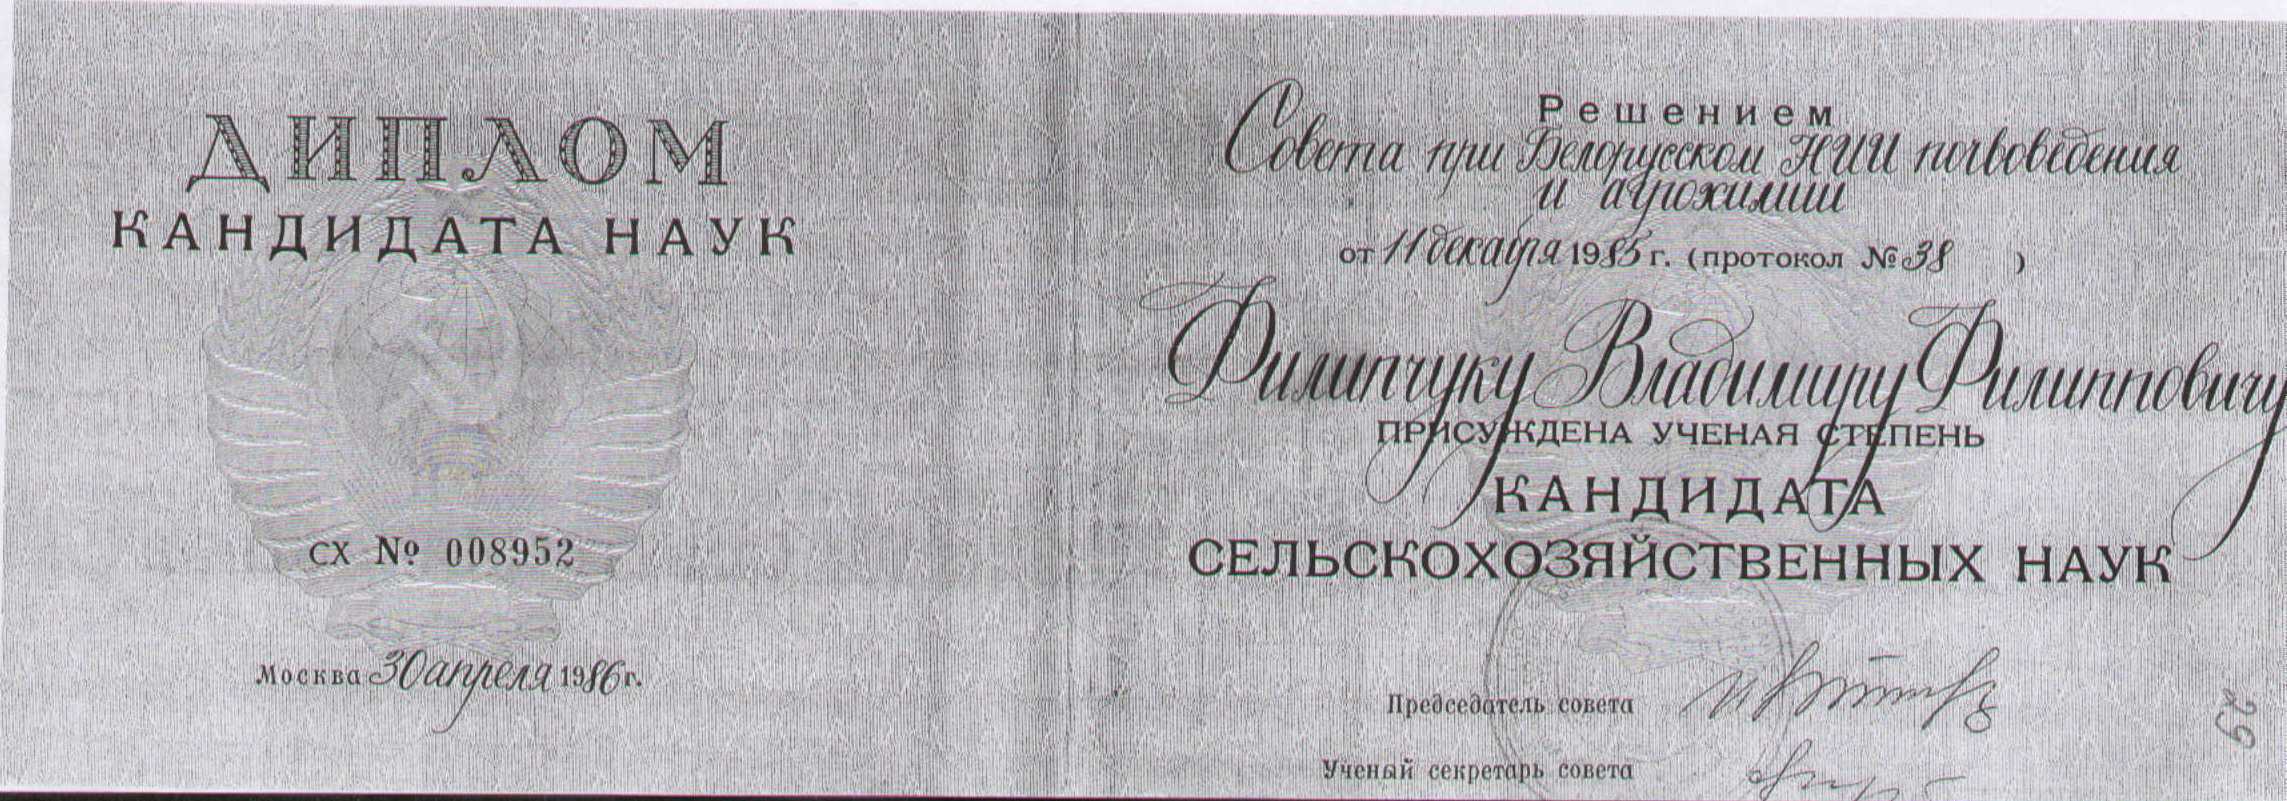 ДИПЛОМ
КАНДИДАТА НАУК
СХ № 008952
Москва 30 апреля 1986 г.
Решением
Совета при Белорусском НИИ почвоведения
и агрохимии
от 11 декабря 1985 г. (протокол № 38 )
Филипчуку Владимиру Филипповичу
ПРИСУЖДЕНА УЧЕНАЯ СТЕПЕНЬ
КАНДИДАТА
СЕЛЬСКОХОЗЯЙСТВЕННЫХ НАУК
Председатель совета
Ученый секретарь совета
29